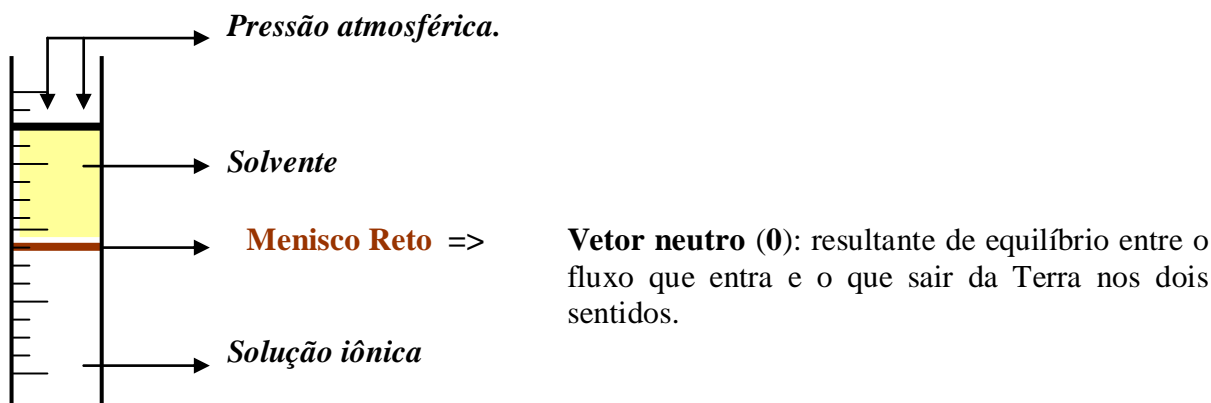 Pressão atmosférica.
Solvente
Menisco Reto => Vetor neutro (0): resultante de equilíbrio entre o
fluxo que entra e o que sair da Terra nos dois
sentidos.
Solução iônica